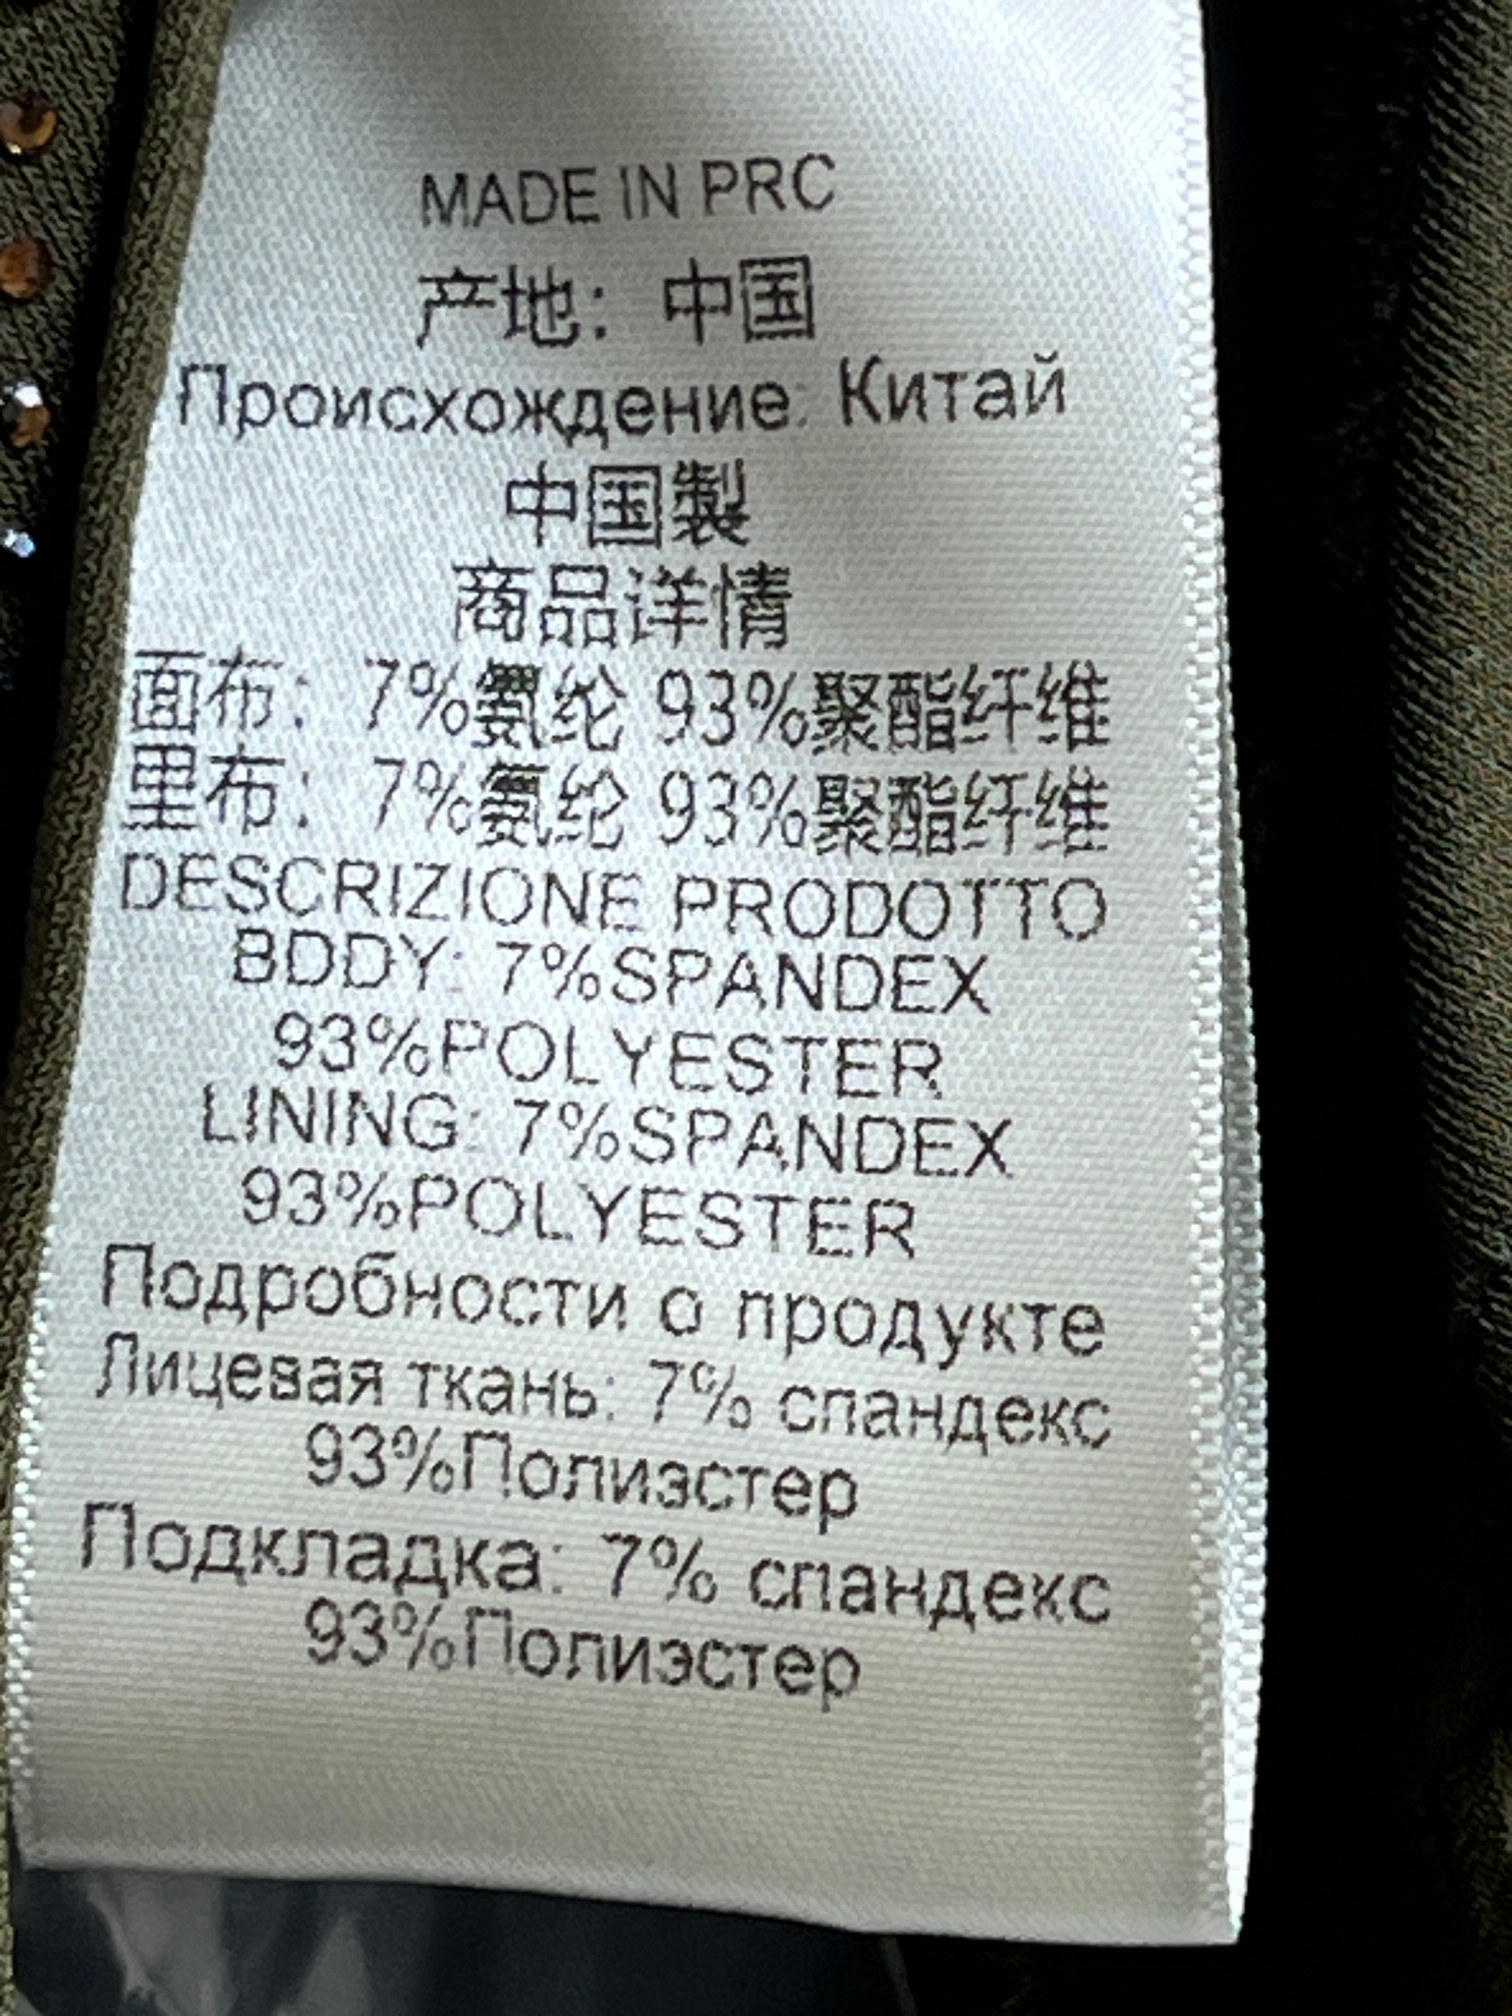 MADE IN PRC
产地：中国
Происхождение: Китай
中国製
商品详情
面布：7%氨纶 93%聚酯纤维
里布：7%氨纶 93%聚酯纤维
DESCRIZIONE PRODOTTO
BDDY: 7%SPANDEX
93%POLYESTER
LINING: 7%SPANDEX
93%POLYESTER
Подробности о продукте
Лицевая ткань: 7% спандекс
93%Полиэстер
Подкладка: 7% спандекс
93%Полиэстер